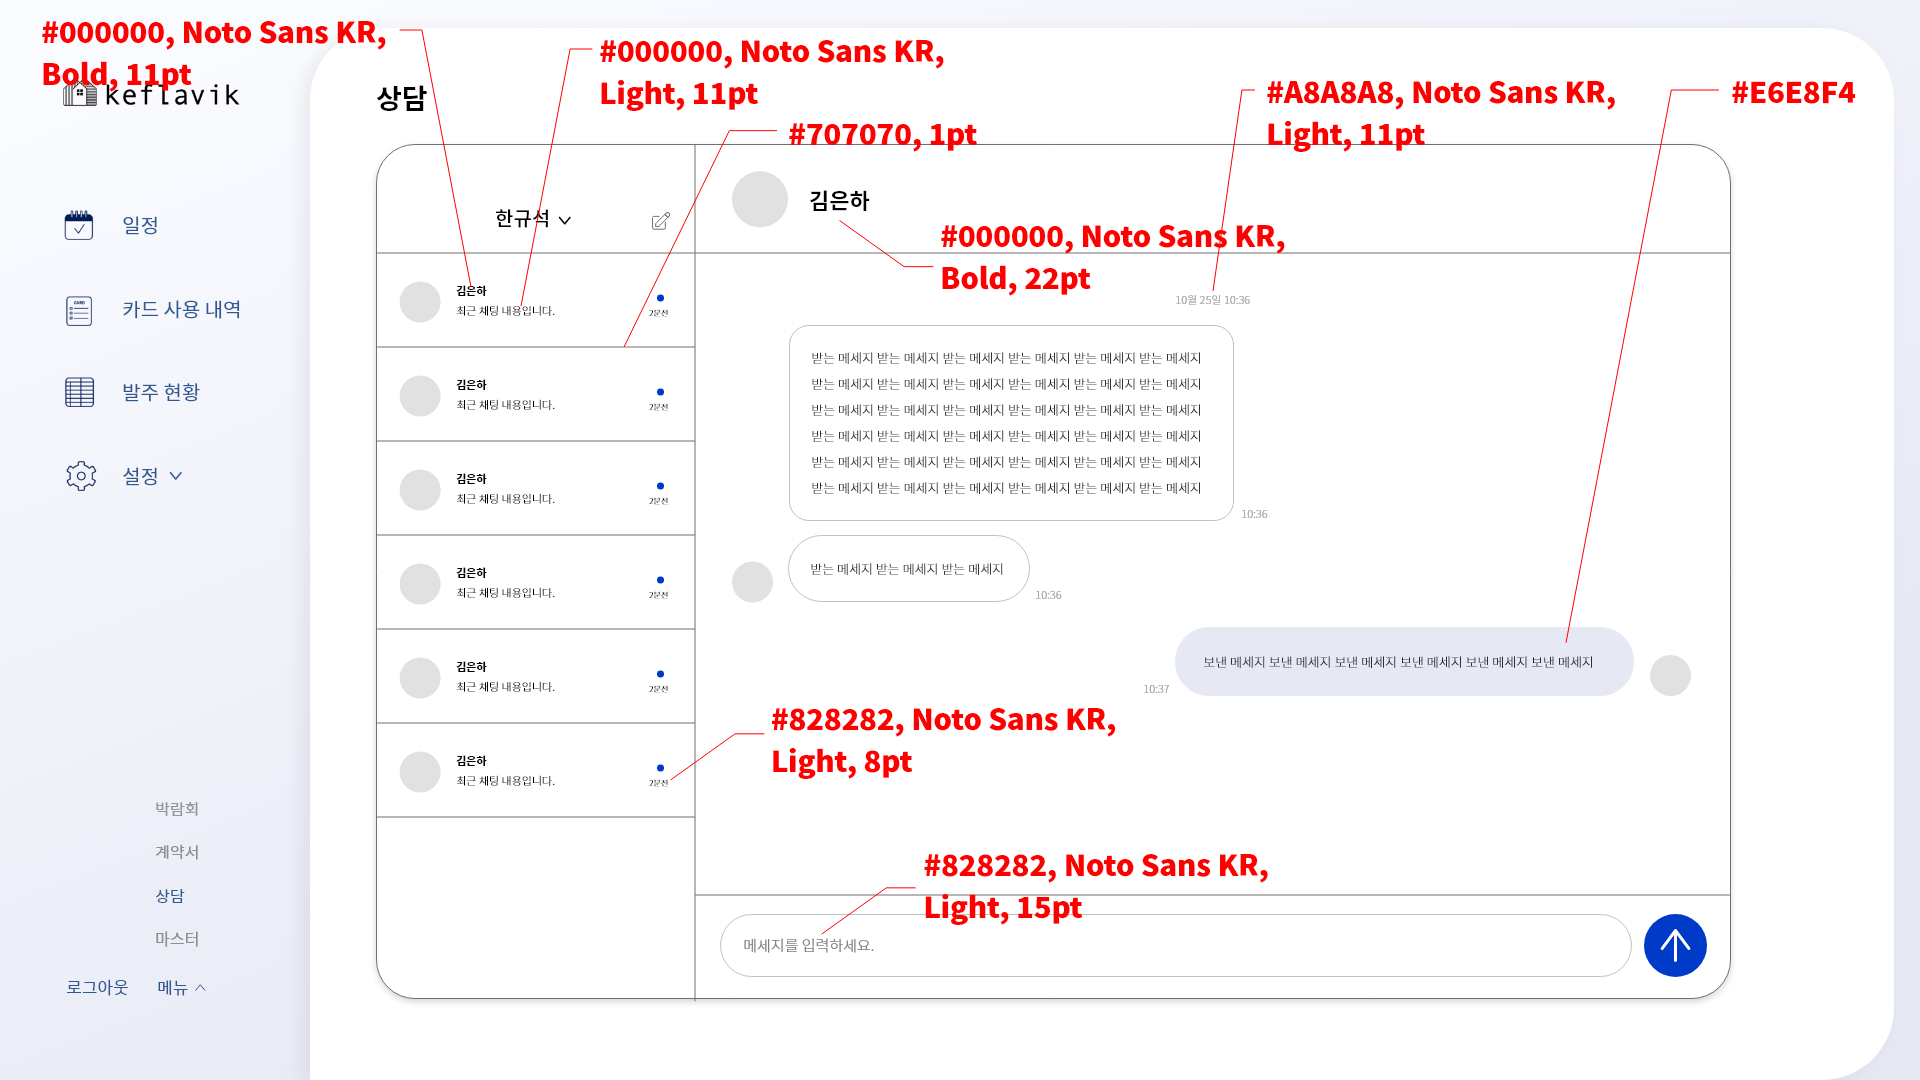 #000000, Noto Sans KR,
Bold, 11pt
keflavik
일정
카드 사용 내역
발주 현황
설정
박람회
계약서
상담
마스터
로그아웃 메뉴
상담
#000000, Noto Sans KR,
Light, 11pt
#707070, 1pt
#A8A8A8, Noto Sans KR,
Light, 11pt
#E6E8F4
한규석
김은하
최근 채팅 내용입니다.
2분전
김은하
최근 채팅 내용입니다.
2분전
김은하
최근 채팅 내용입니다.
2분전
김은하
최근 채팅 내용입니다.
2분전
김은하
최근 채팅 내용입니다.
2분전
김은하
최근 채팅 내용입니다.
2분전
김은하
#000000, Noto Sans KR,
Bold, 22pt
10월 25일 10:36
받는 메세지 받는 메세지 받는 메세지 받는 메세지 받는 메세지 받는 메세지
받는 메세지 받는 메세지 받는 메세지 받는 메세지 받는 메세지 받는 메세지
받는 메세지 받는 메세지 받는 메세지 받는 메세지 받는 메세지 받는 메세지
받는 메세지 받는 메세지 받는 메세지 받는 메세지 받는 메세지 받는 메세지
받는 메세지 받는 메세지 받는 메세지 받는 메세지 받는 메세지 받는 메세지
받는 메세지 받는 메세지 받는 메세지 받는 메세지 받는 메세지 받는 메세지
10:36
받는 메세지 받는 메세지 받는 메세지
10:36
보낸 메세지 보낸 메세지 보낸 메세지 보낸 메세지 보낸 메세지 보낸 메세지
10:37
#828282, Noto Sans KR,
Light, 8pt
#828282, Noto Sans KR,
Light, 15pt
메세지를 입력하세요.